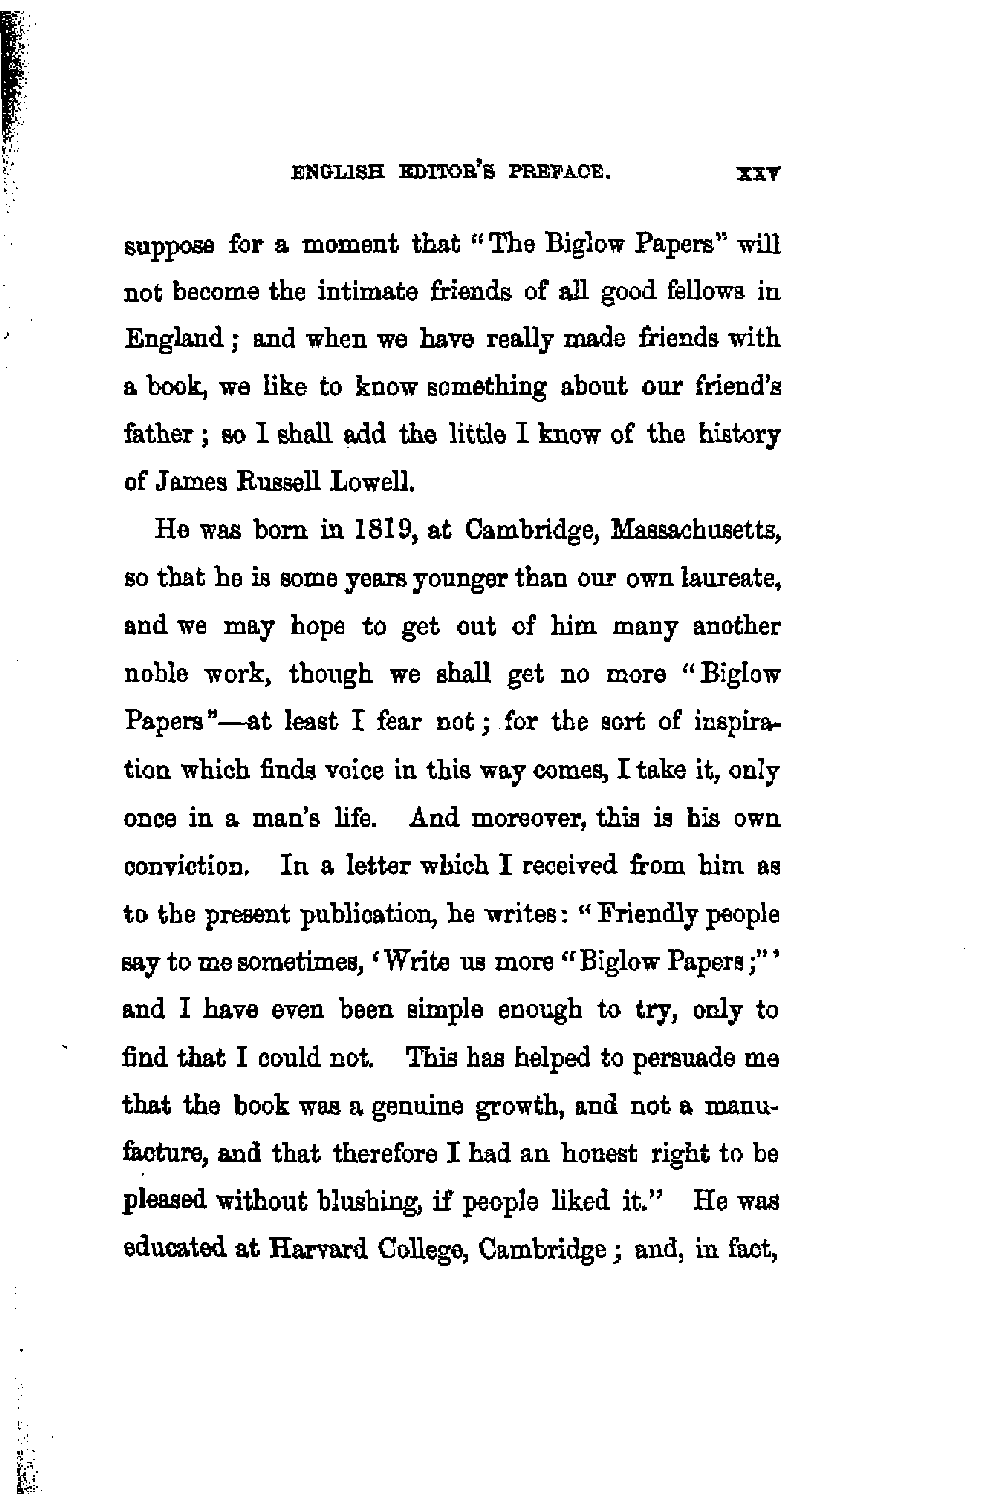 ENGLISH EDITOR'S PREFACE. XXV
suppose for a moment that "The Biglow Papers" will
not become the intimate friends of all good fellows in
England; and when we have really made friends with
a book, we like to know something about our friend's
father; so I shall add the little I know of the history
of James Russell Lowell.
He was born in 1819, at Cambridge, Massachusetts,
so that he is some years younger than our own laureate,
and we may hope to get out of him many another
noble work, though we shall get no more "Biglow
Papers"—at least I fear not; for the sort of inspira-
tion which finds voice in this way comes, I take it, only
once in a man's life. And moreover, this is his own
conviction. In a letter which I received from him as
to the present publication, he writes: "Friendly people
say to me sometimes, 'Write us more "Biglow Papers;"'
and I have even been simple enough to try, only to
find that I could not. This has helped to persuade me
that the book was a genuine growth, and not a manu-
facture, and that therefore I had an honest right to be
pleased without blushing, if people liked it." He was
educated at Harvard College, Cambridge; and, in fact,